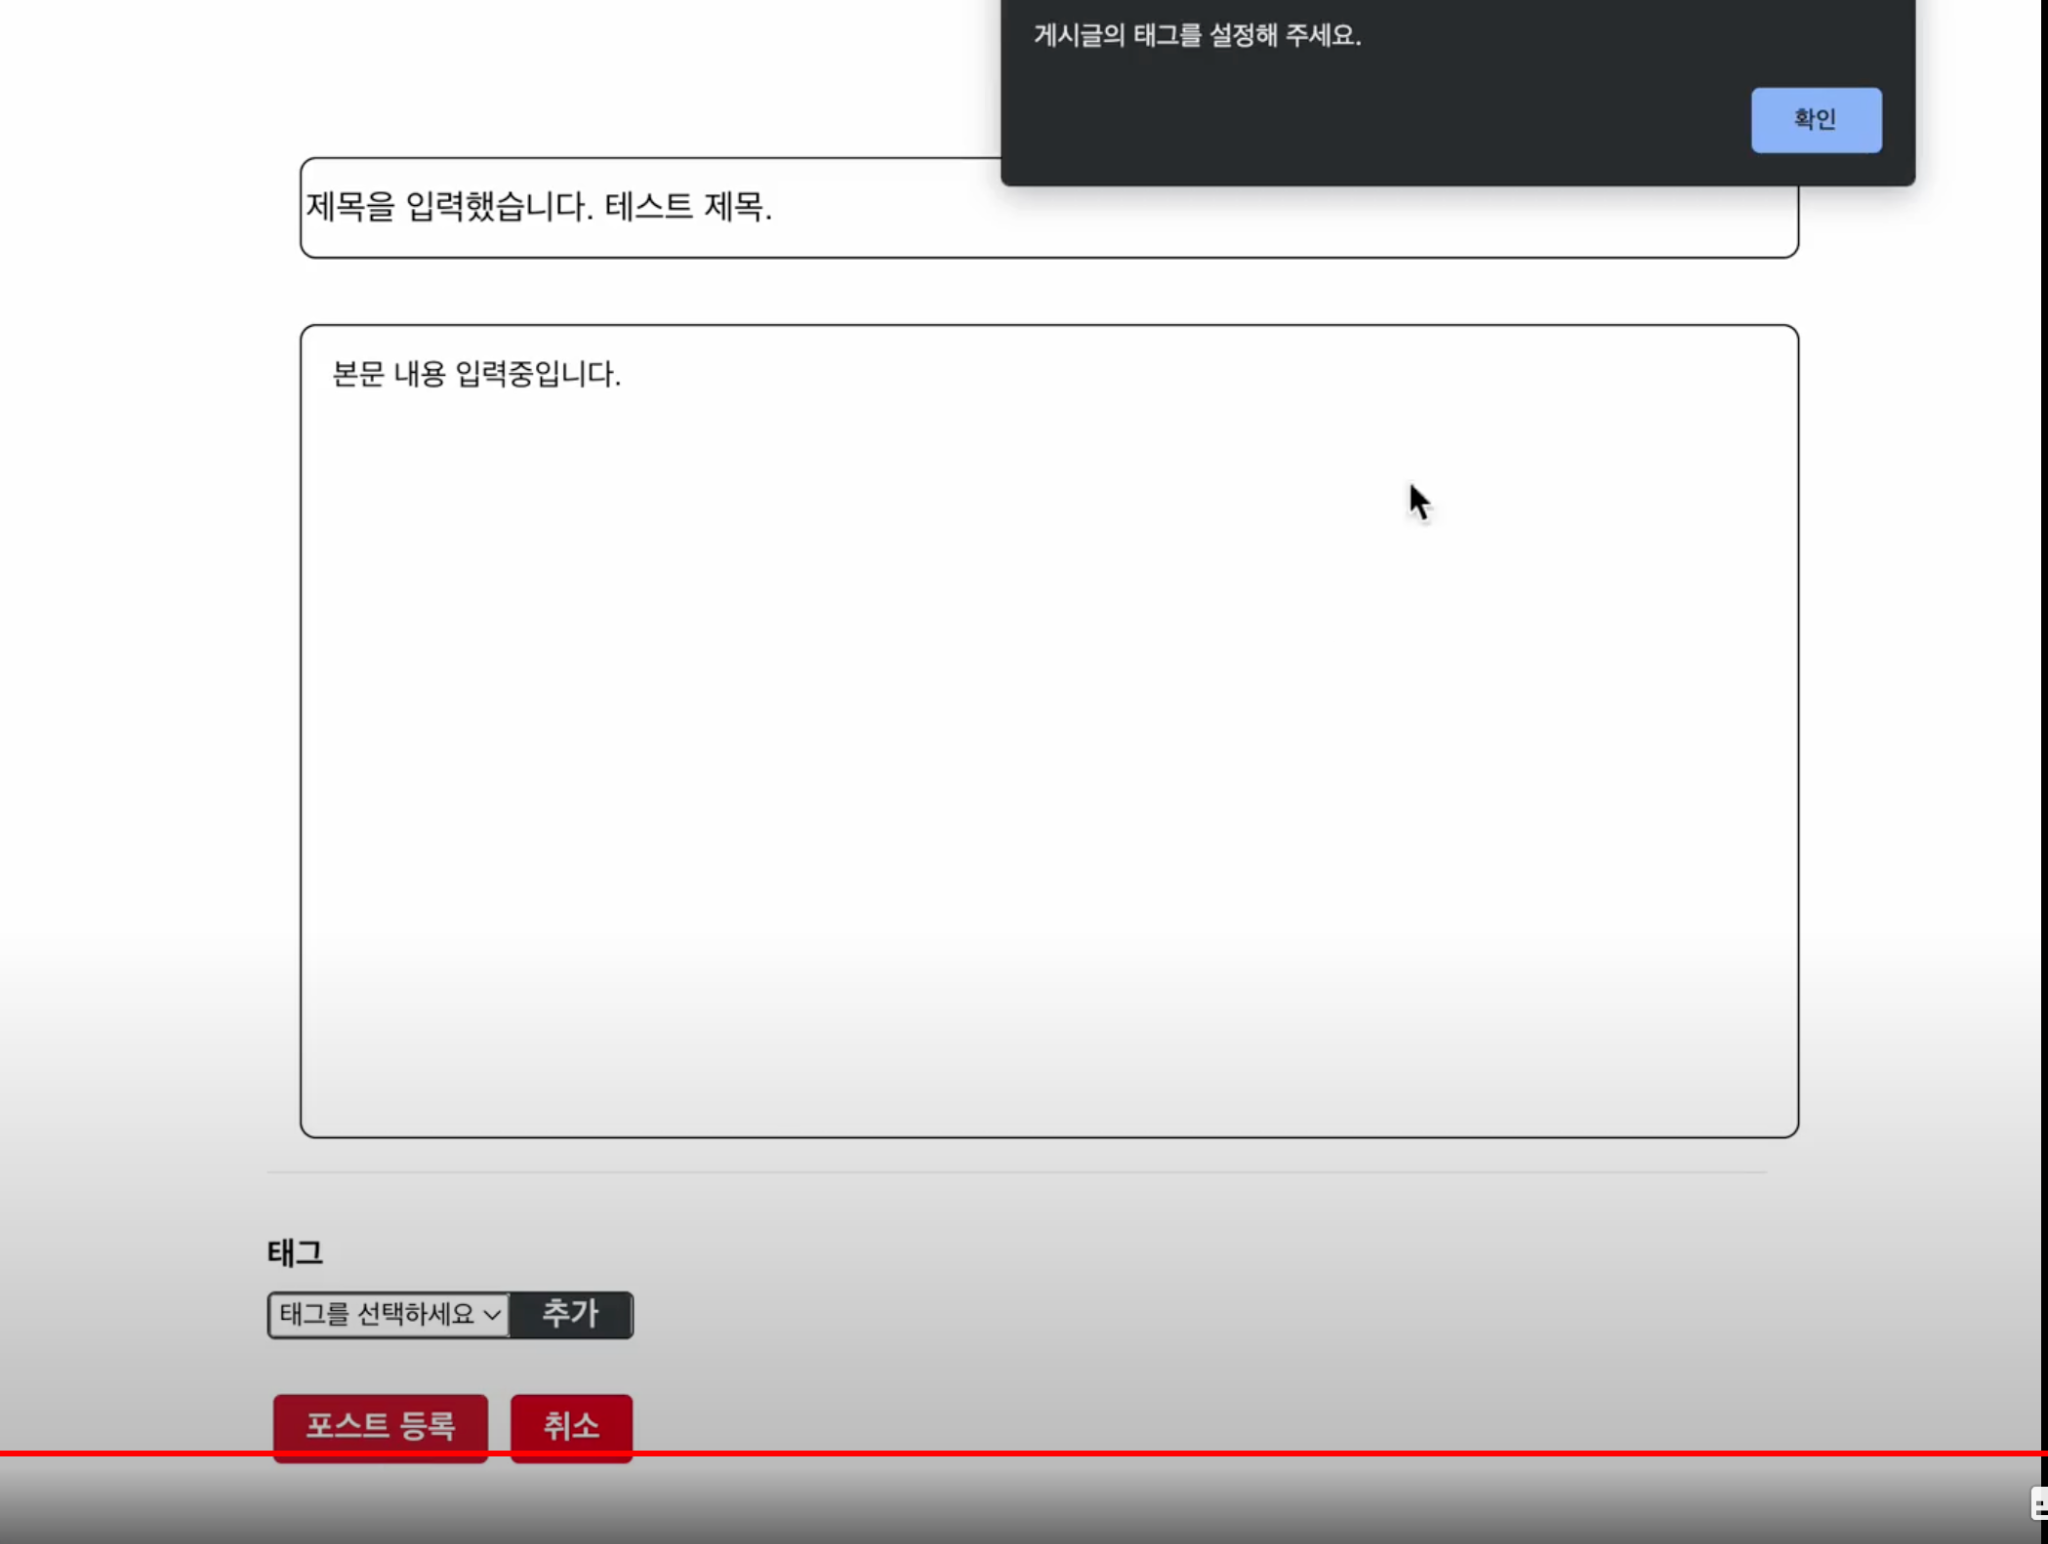 게시글의 태그를 설정해 주세요.
확인
제목을 입력했습니다. 테스트 제목.
본문 내용 입력중입니다.
태그
태그를 선택하세요
추가
포스트 등록
취소